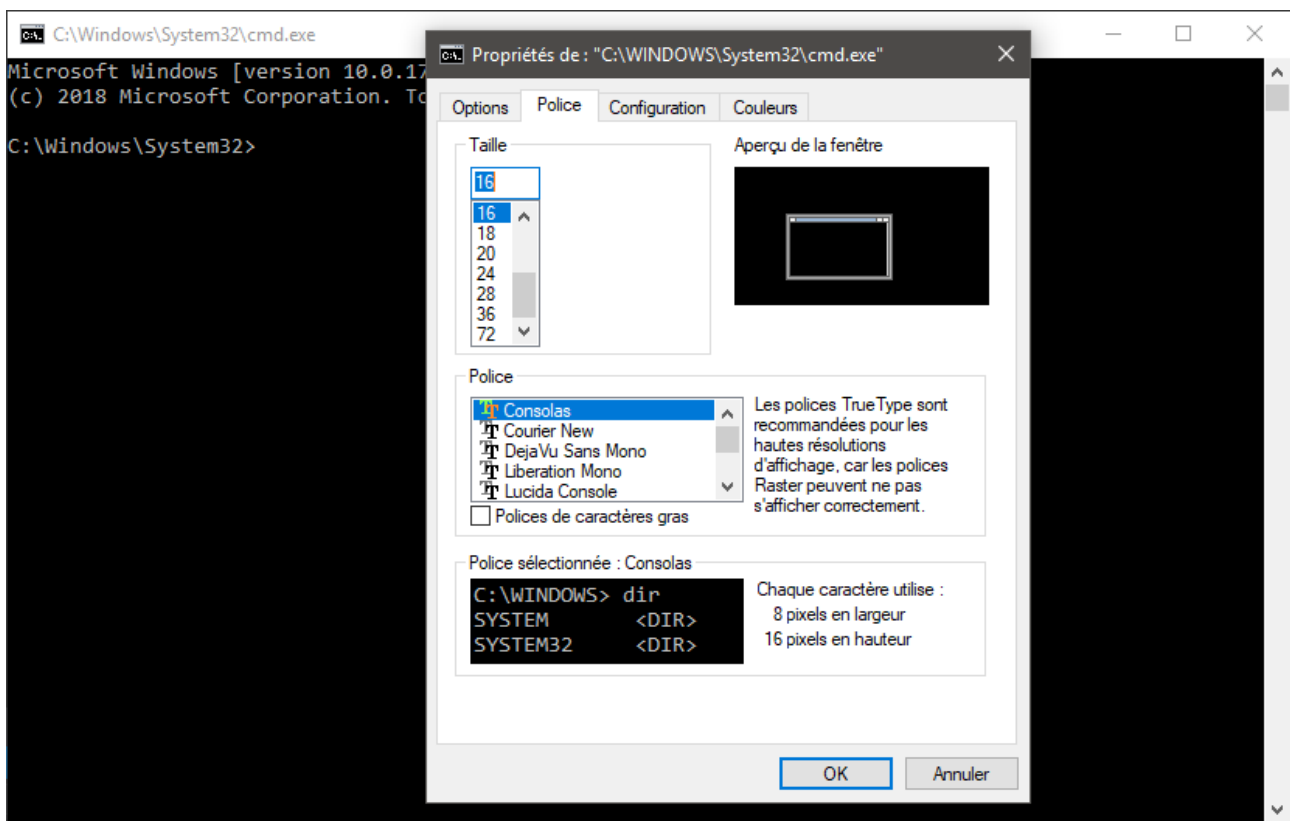 C:\Windows\System32\cmd.exe
Microsoft Windows [version 10.0.17
(c) 2018 Microsoft Corporation. To
C:\Windows\System32>
Propriétés de : "C:\WINDOWS\System32\cmd.exe"
Options Police Configuration Couleurs
Taille
16
16
18
20
24
28
36
72
Aperçu de la fenêtre
Police
Consolas
Courier New
DejaVu Sans Mono
Liberation Mono
Lucida Console
Polices de caractères gras
Les polices TrueType sont
recommandées pour les
hautes résolutions
d'affichage, car les polices
Raster peuvent ne pas
s'afficher correctement.
Police sélectionnée : Consolas
C:\WINDOWS> dir
SYSTEM <DIR>
SYSTEM32 <DIR>
Chaque caractère utilise :
8 pixels en largeur
16 pixels en hauteur
OK Annuler